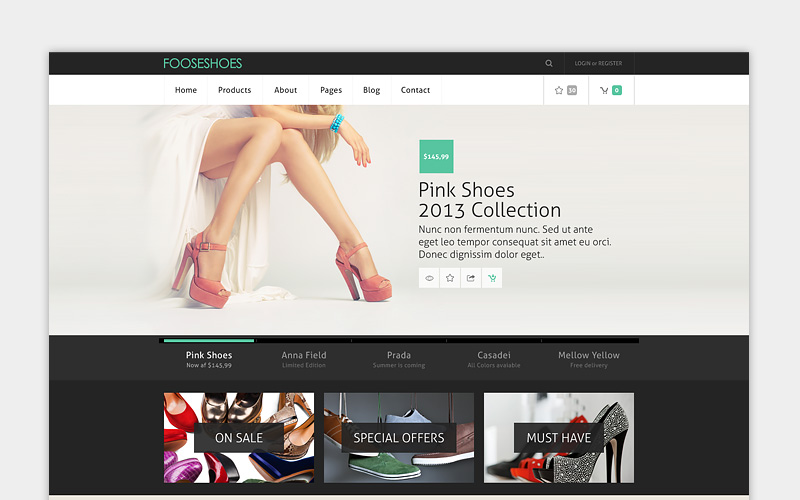 FOOSESHOES
LOGIN or REGISTER
Home Products About Pages Blog Contact
30 0
$145,99
Pink Shoes
2013 Collection
Nunc non fermentum nunc. Sed ut ante
eget leo tempor consequat sit amet eu orci.
Donec dignissim dolor eget..
Pink Shoes Anna Field Prada Casadei Mellow Yellow
Now af $145,99 Limited Edition Summer is coming All Colors avaiable Free delivery
ON SALE SPECIAL OFFERS MUST HAVE